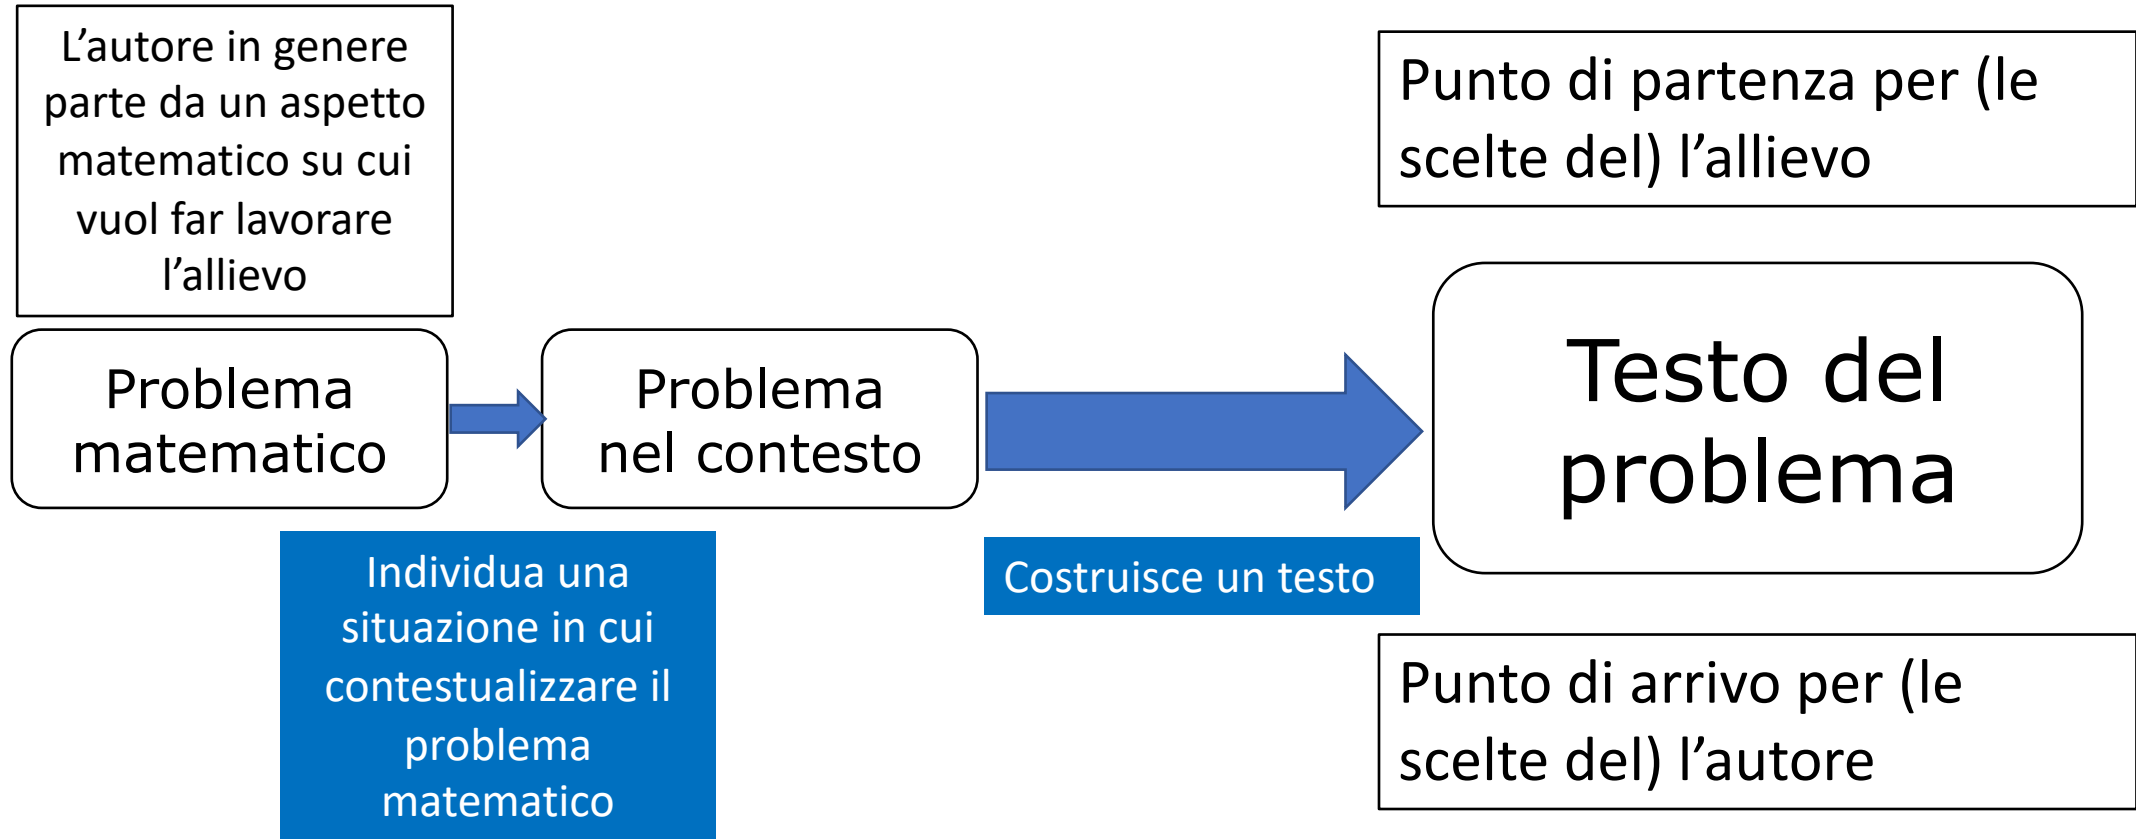 L’autore in genere
parte da un aspetto
matematico su cui
vuol far lavorare
l’allievo
Problema
matematico
Individua una
situazione in cui
contestualizzare il
problema
matematico
Problema
nel contesto
Costruisce un testo
Punto di partenza per (le
scelte del) l’allievo
Testo del
problema
Punto di arrivo per (le
scelte del) l’autore